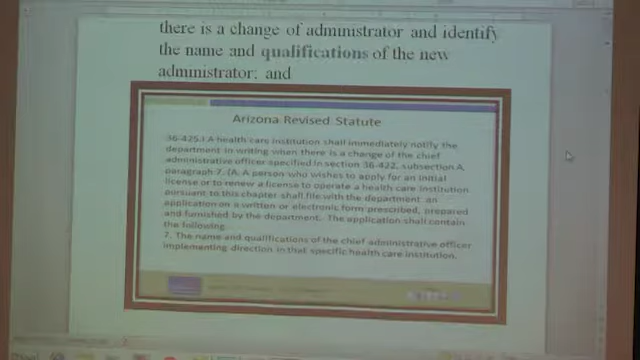 there is a change of administrator and identify
the name and qualifications of the new
administrator; and
Arizona Revised Statute
36-425.I A health care institution shall immediately notify the
department in writing when there is a change of the chief
administrative officer specified in section 36-422, subsection A,
paragraph 7. (A. A person who wishes to apply for an initial
license or to renew a license to operate a health care institution
pursuant to this chapter shall file with the department an
application on a written or electronic form prescribed, prepared
and furnished by the department. The application shall contain
the following:
7. The name and qualifications of the chief administrative officer
implementing direction in that specific health care institution.